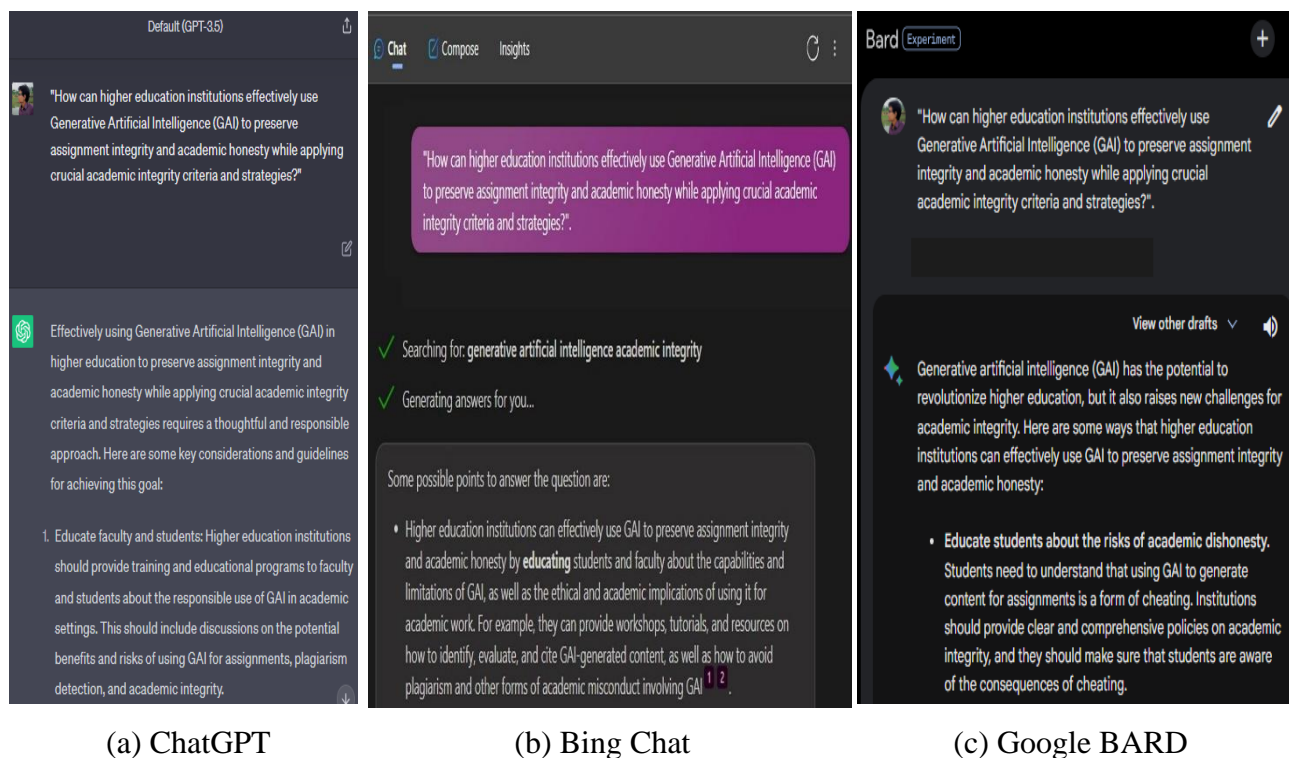 Default (GPT-3.5)
"How can higher education institutions effectively use
Generative Artificial Intelligence (GAI) to preserve
assignment integrity and academic honesty while applying
crucial academic integrity criteria and strategies?"
Effectively using Generative Artificial Intelligence (GAI) in
higher education to preserve assignment integrity and
academic honesty while applying crucial academic integrity
criteria and strategies requires a thoughtful and responsible
approach. Here are some key considerations and guidelines
for achieving this goal:
1. Educate faculty and students: Higher education institutions
should provide training and educational programs to faculty
and students about the responsible use of GAI in academic
settings. This should include discussions on the potential
benefits and risks of using GAI for assignments, plagiarism
detection, and academic integrity.
(a) ChatGPT
Chat Compose Insights
"How can higher education institutions effectively use Generative Artificial Intelligence (GAI)
to preserve assignment integrity and academic honesty while applying crucial academic
integrity criteria and strategies?".
Searching for: generative artificial intelligence academic integrity
Generating answers for you...
Some possible points to answer the question are:
• Higher education institutions can effectively use GAI to preserve assignment integrity
and academic honesty by educating students and faculty about the capabilities and
limitations of GAI, as well as the ethical and academic implications of using it for
academic work. For example, they can provide workshops, tutorials, and resources on
how to identify, evaluate, and cite GAI-generated content, as well as how to avoid
plagiarism and other forms of academic misconduct involving GAI 1 2 .
(b) Bing Chat
Bard Experiment
"How can higher education institutions effectively use
Generative Artificial Intelligence (GAI) to preserve assignment
integrity and academic honesty while applying crucial
academic integrity criteria and strategies?".
View other drafts
Generative artificial intelligence (GAI) has the potential to
revolutionize higher education, but it also raises new challenges for
academic integrity. Here are some ways that higher education
institutions can effectively use GAI to preserve assignment integrity
and academic honesty:
• Educate students about the risks of academic dishonesty.
Students need to understand that using GAI to generate
content for assignments is a form of cheating. Institutions
should provide clear and comprehensive policies on academic
integrity, and they should make sure that students are aware
of the consequences of cheating.
(c) Google BARD